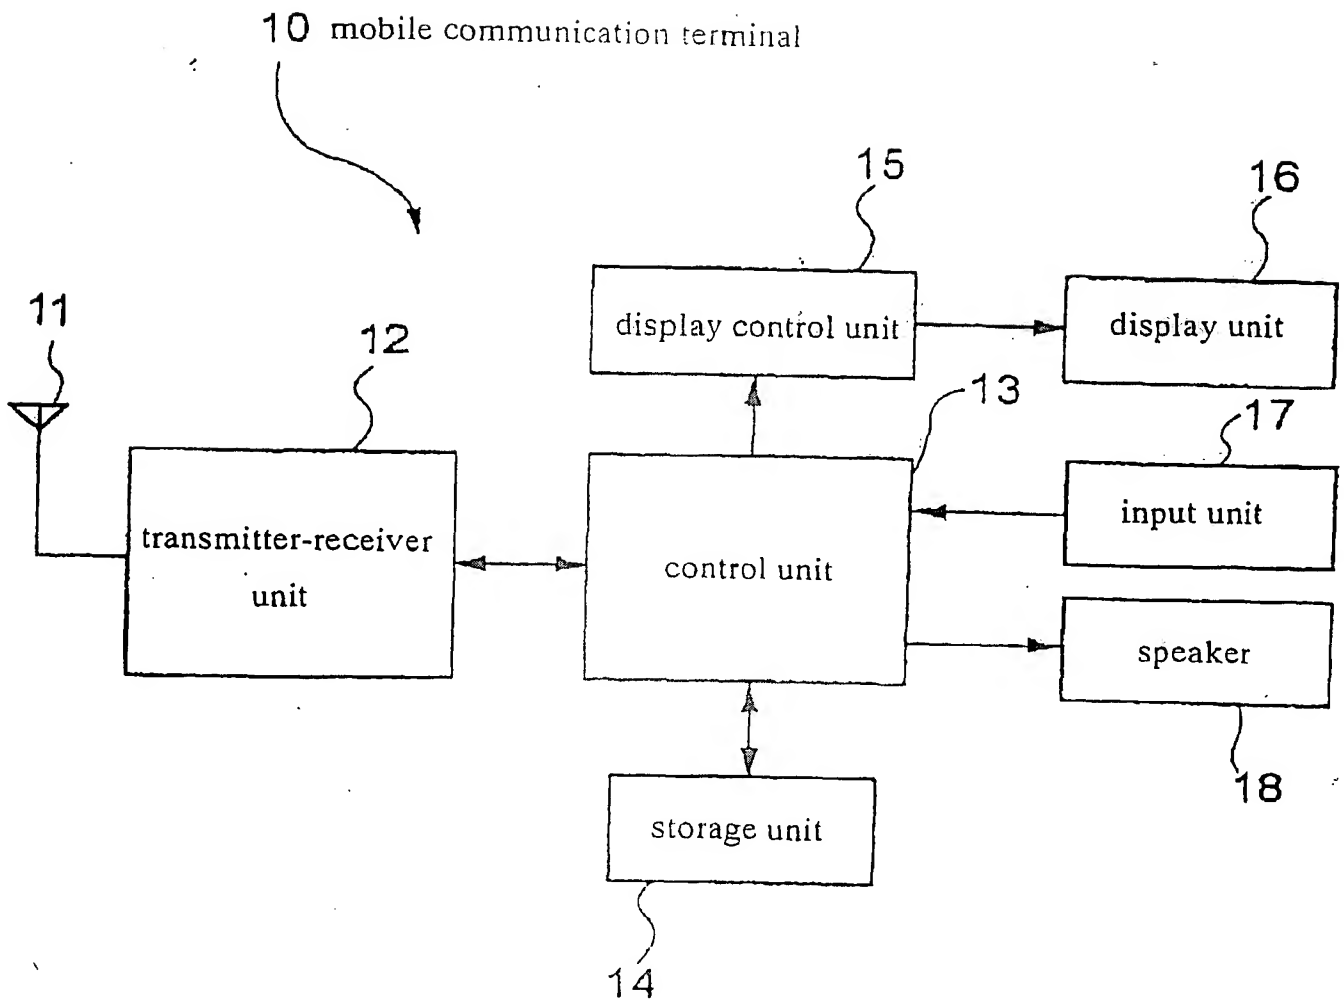 10 mobile communication terminal
15
16
11
12
display control unit
display unit
13
17
transmitter-receiver
unit
control unit
input unit
speaker
18
storage unit
14